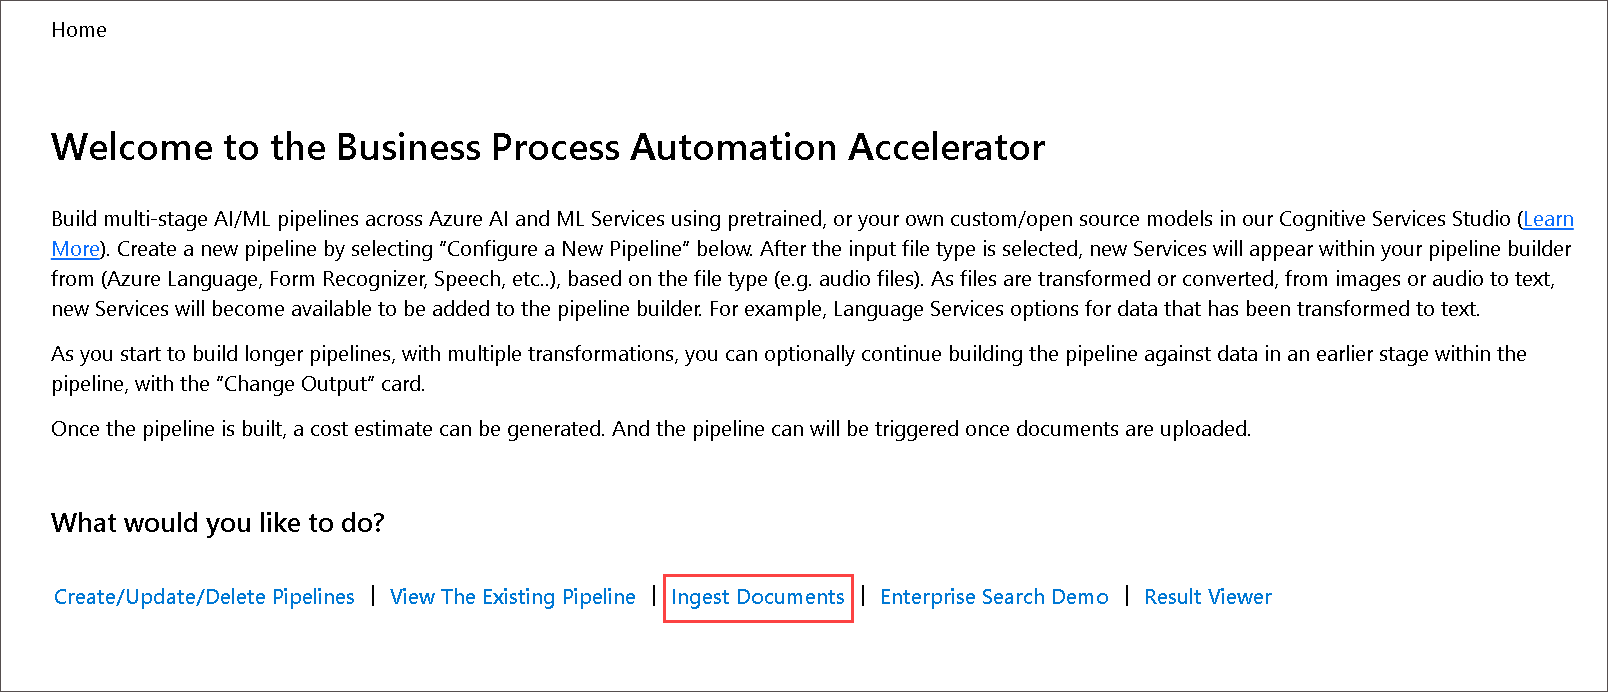 Home
Welcome to the Business Process Automation Accelerator
Build multi-stage AI/ML pipelines across Azure AI and ML Services using pretrained, or your own custom/open source models in our Cognitive Services Studio (Learn
More). Create a new pipeline by selecting "Configure a New Pipeline" below. After the input file type is selected, new Services will appear within your pipeline builder
from (Azure Language, Form Recognizer, Speech, etc..), based on the file type (e.g. audio files). As files are transformed or converted, from images or audio to text,
new Services will become available to be added to the pipeline builder. For example, Language Services options for data that has been transformed to text.
As you start to build longer pipelines, with multiple transformations, you can optionally continue building the pipeline against data in an earlier stage within the
pipeline, with the "Change Output" card.
Once the pipeline is built, a cost estimate can be generated. And the pipeline can will be triggered once documents are uploaded.
What would you like to do?
Create/Update/Delete Pipelines | View The Existing Pipeline | Ingest Documents | Enterprise Search Demo | Result Viewer